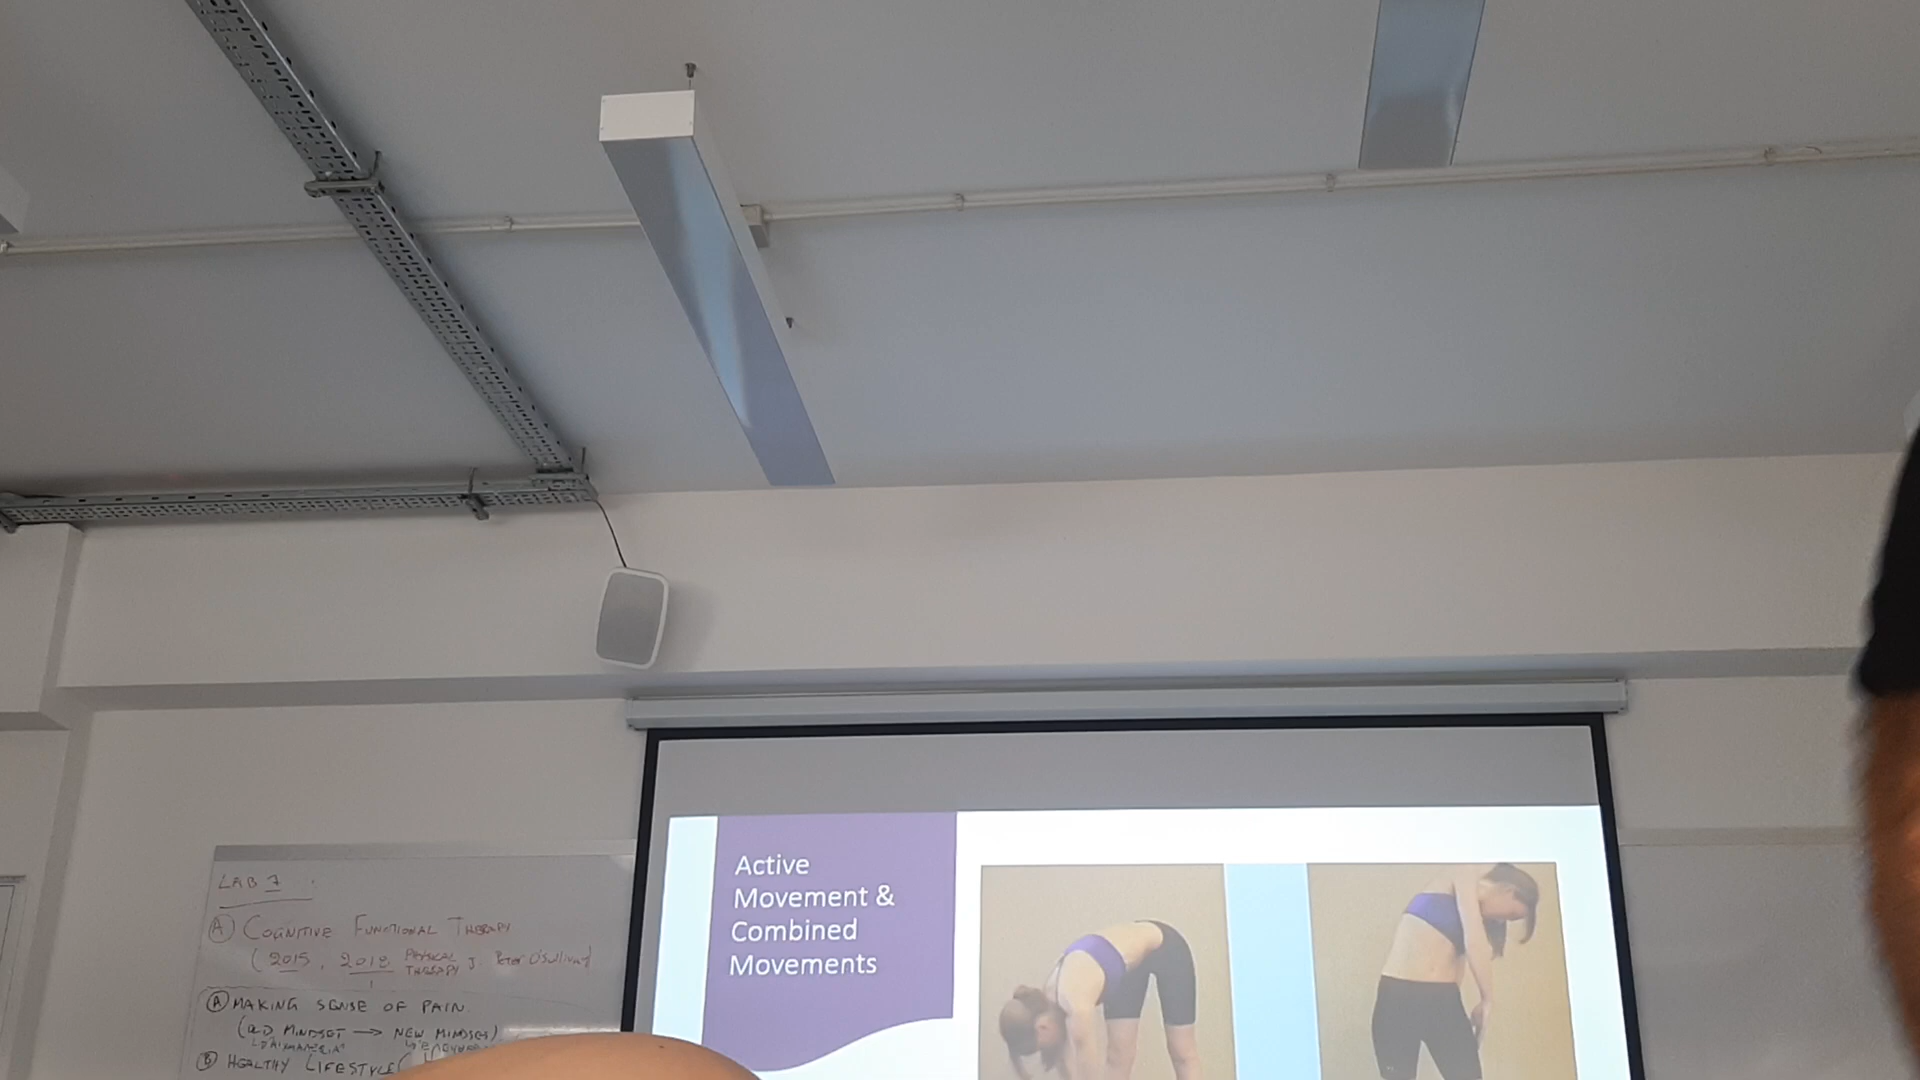 LAB 7
A COGNITIVE FUNCTIONAL THERAPY
(2015, 2018 PHYSICAL THERAPY J. Peter O'Sullivan)
A MAKING SENSE OF PAIN
(OLD MINDSET → NEW MINDSET)
B HEALTHY LIFESTYLE(
Active
Movement &
Combined
Movements